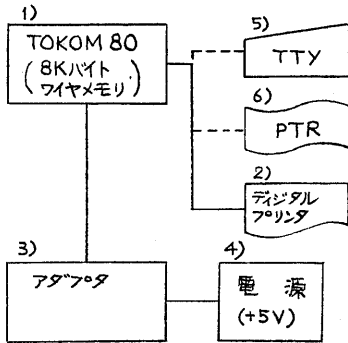 1)
TOKOM 80
(8Kバイト
ワイヤメモリ)
5)
TTY
6)
PTR
2)
ディジタル
プリンタ
3)
アダプタ
4)
電源
(+5V)